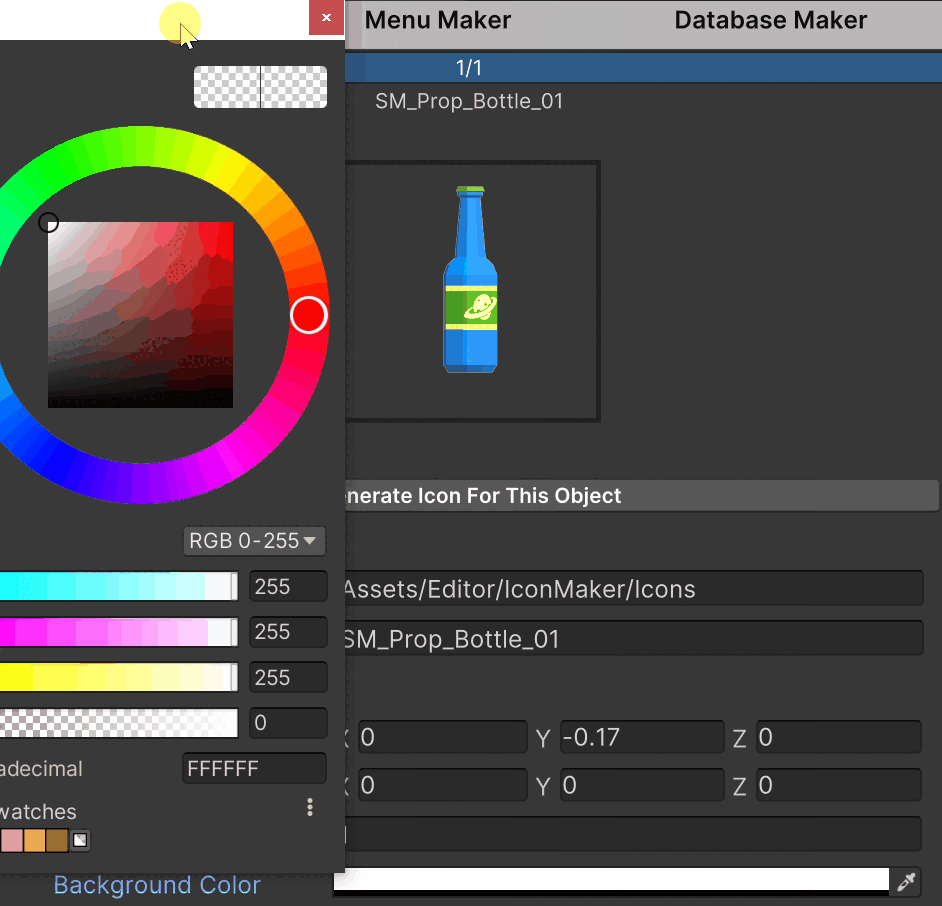 Menu Maker Database Maker
1/1
SM_Prop_Bottle_01
nerate Icon For This Object
RGB 0-255
255
Assets/Editor/IconMaker/Icons
255
SM_Prop_Bottle_01
255
0
X 0 Y -0.17 Z 0
adecimal FFFFFF
X 0 Y 0 Z 0
watches
Background Color